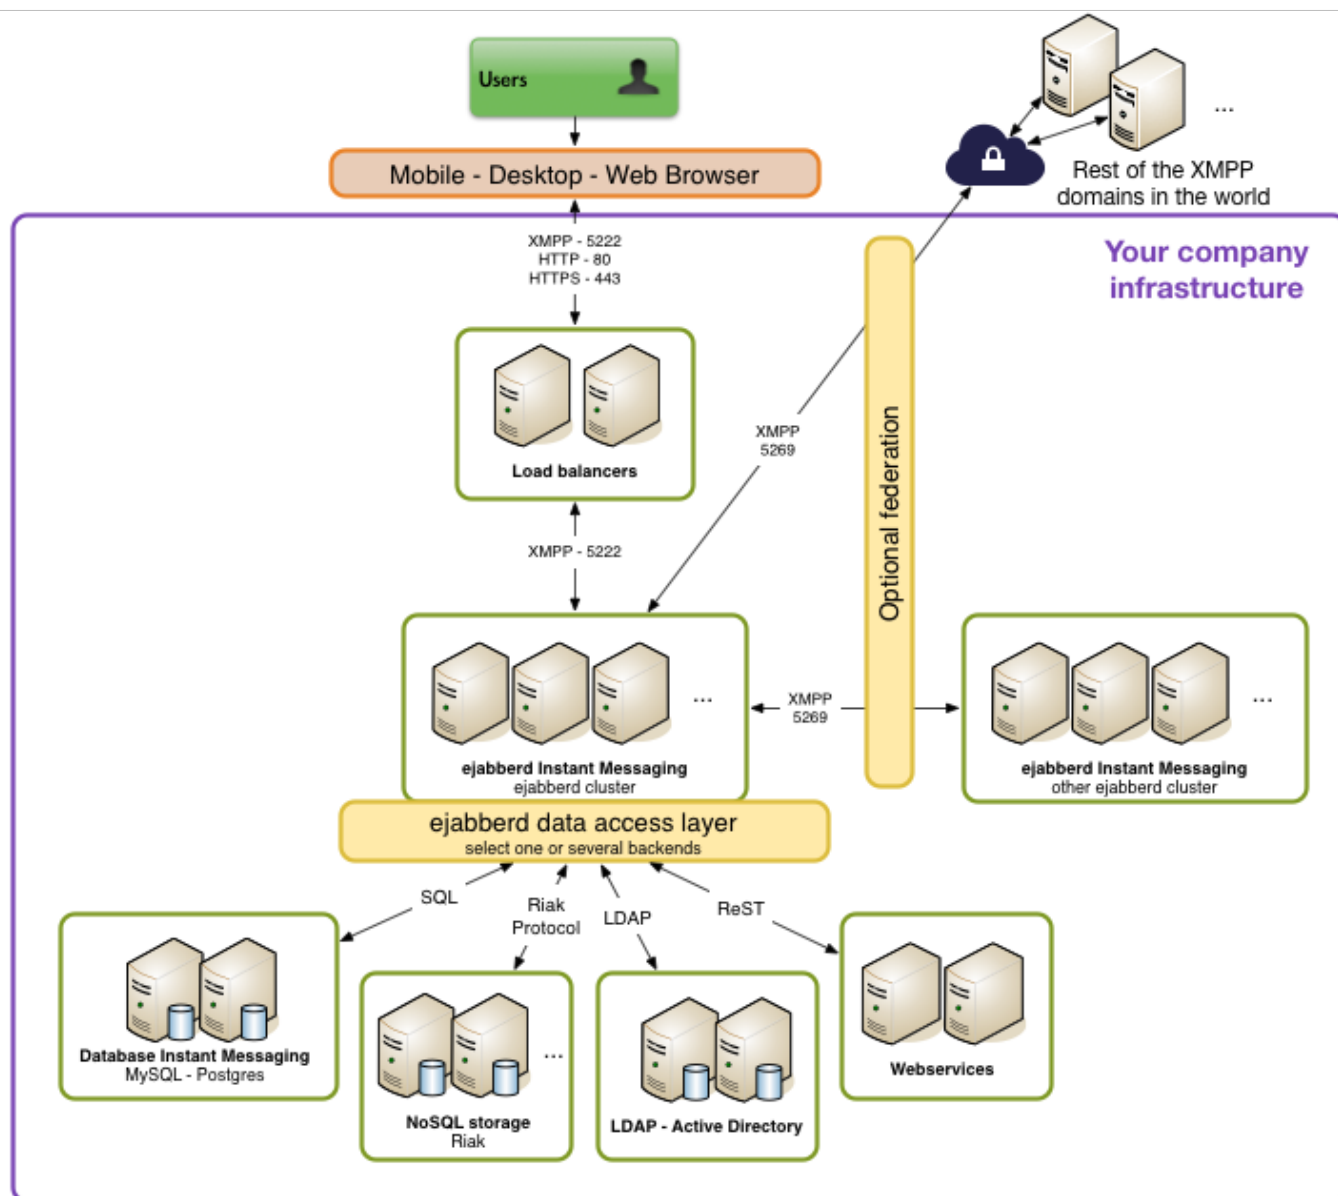 Users
Mobile - Desktop - Web Browser
...
Rest of the XMPP
domains in the world
Your company
infrastructure
XMPP - 5222
HTTP - 80
HTTPS - 443
Load balancers
XMPP
5269
Optional federation
XMPP - 5222
...
ejabberd Instant Messaging
ejabberd cluster
XMPP
5269
...
ejabberd Instant Messaging
other ejabberd cluster
ejabberd data access layer
select one or several backends
SQL
Riak
Protocol
LDAP
ReST
Database Instant Messaging
MySQL - Postgres
...
NoSQL storage
Riak
LDAP - Active Directory
Webservices